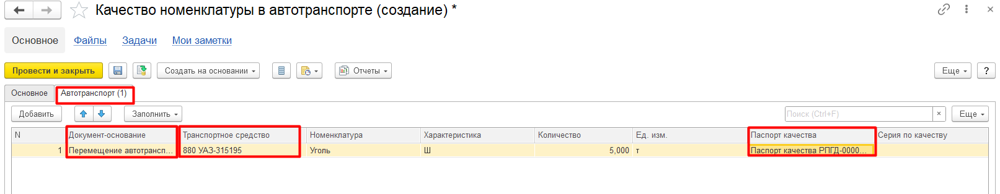 Качество номенклатуры в автотранспорте (создание) *
Основное Файлы Задачи Мои заметки
Провести и закрыть Создать на основании Отчеты Еще ?
Основное Автотранспорт (1)
Добавить Заполнить Поиск (Ctrl+F) × Еще
N Документ-основание Транспортное средство Номенклатура Характеристика Количество Ед. изм. Паспорт качества Серия по качеству
1 Перемещение автотрансп... 880 УАЗ-315195 Уголь Ш 5,000 т Паспорт качества РПГД-0000...